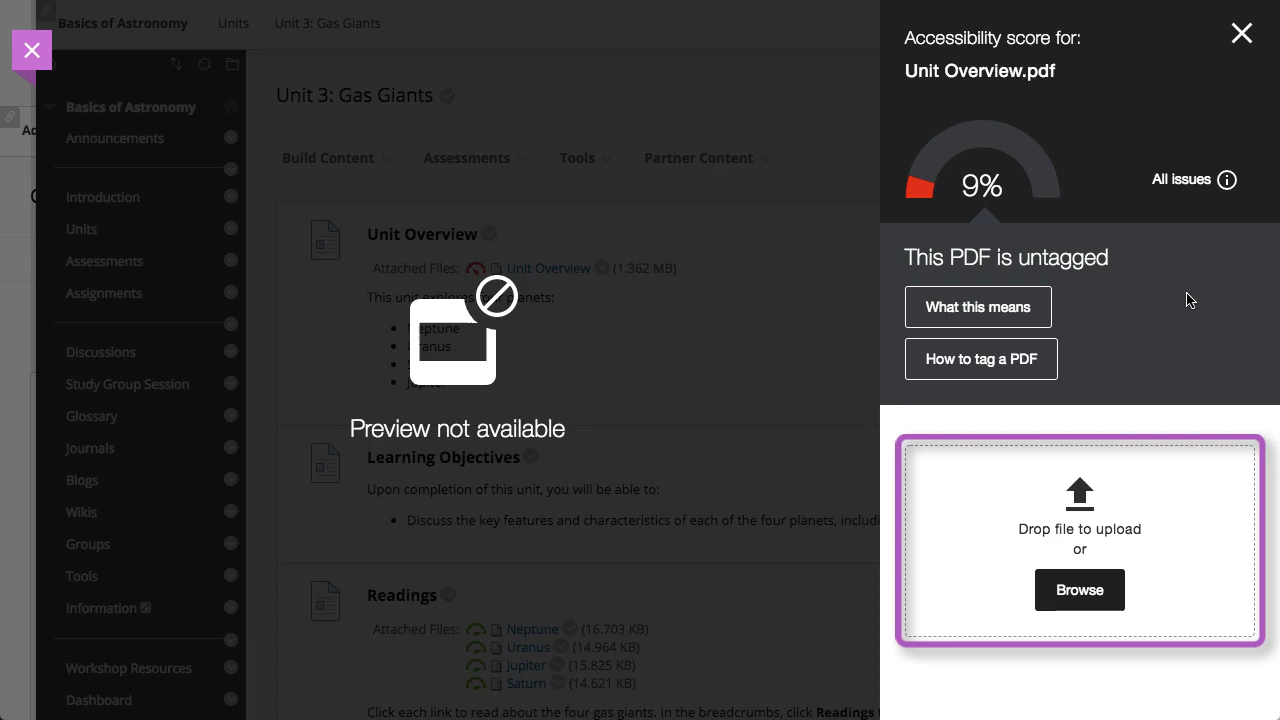 Basics of Astronomy Units Unit 3: Gas Giants
Basics of Astronomy
Announcements
Introduction
Units
Assessments
Assignments
Discussions
Study Group Session
Glossary
Journals
Blogs
Wikis
Groups
Tools
Information
Workshop Resources
Dashboard
Unit 3: Gas Giants
Build Content Assessments Tools Partner Content
Unit Overview
Attached Files: Unit Overview (1.362 MB)
This unit explores four planets:
Neptune
Uranus
Preview not available
Learning Objectives
Upon completion of this unit, you will be able to:
Discuss the key features and characteristics of each of the four planets,
Readings
Attached Files: Neptune (16.703 KB)
Uranus (14.964 KB)
Jupiter (15.825 KB)
Saturn (14.621 KB)
Click each link to read about the four gas giants. In the breadcrumbs, click Readings
Accessibility score for:
Unit Overview.pdf
9%
All issues
This PDF is untagged
What this means
How to tag a PDF
Drop file to upload
or
Browse